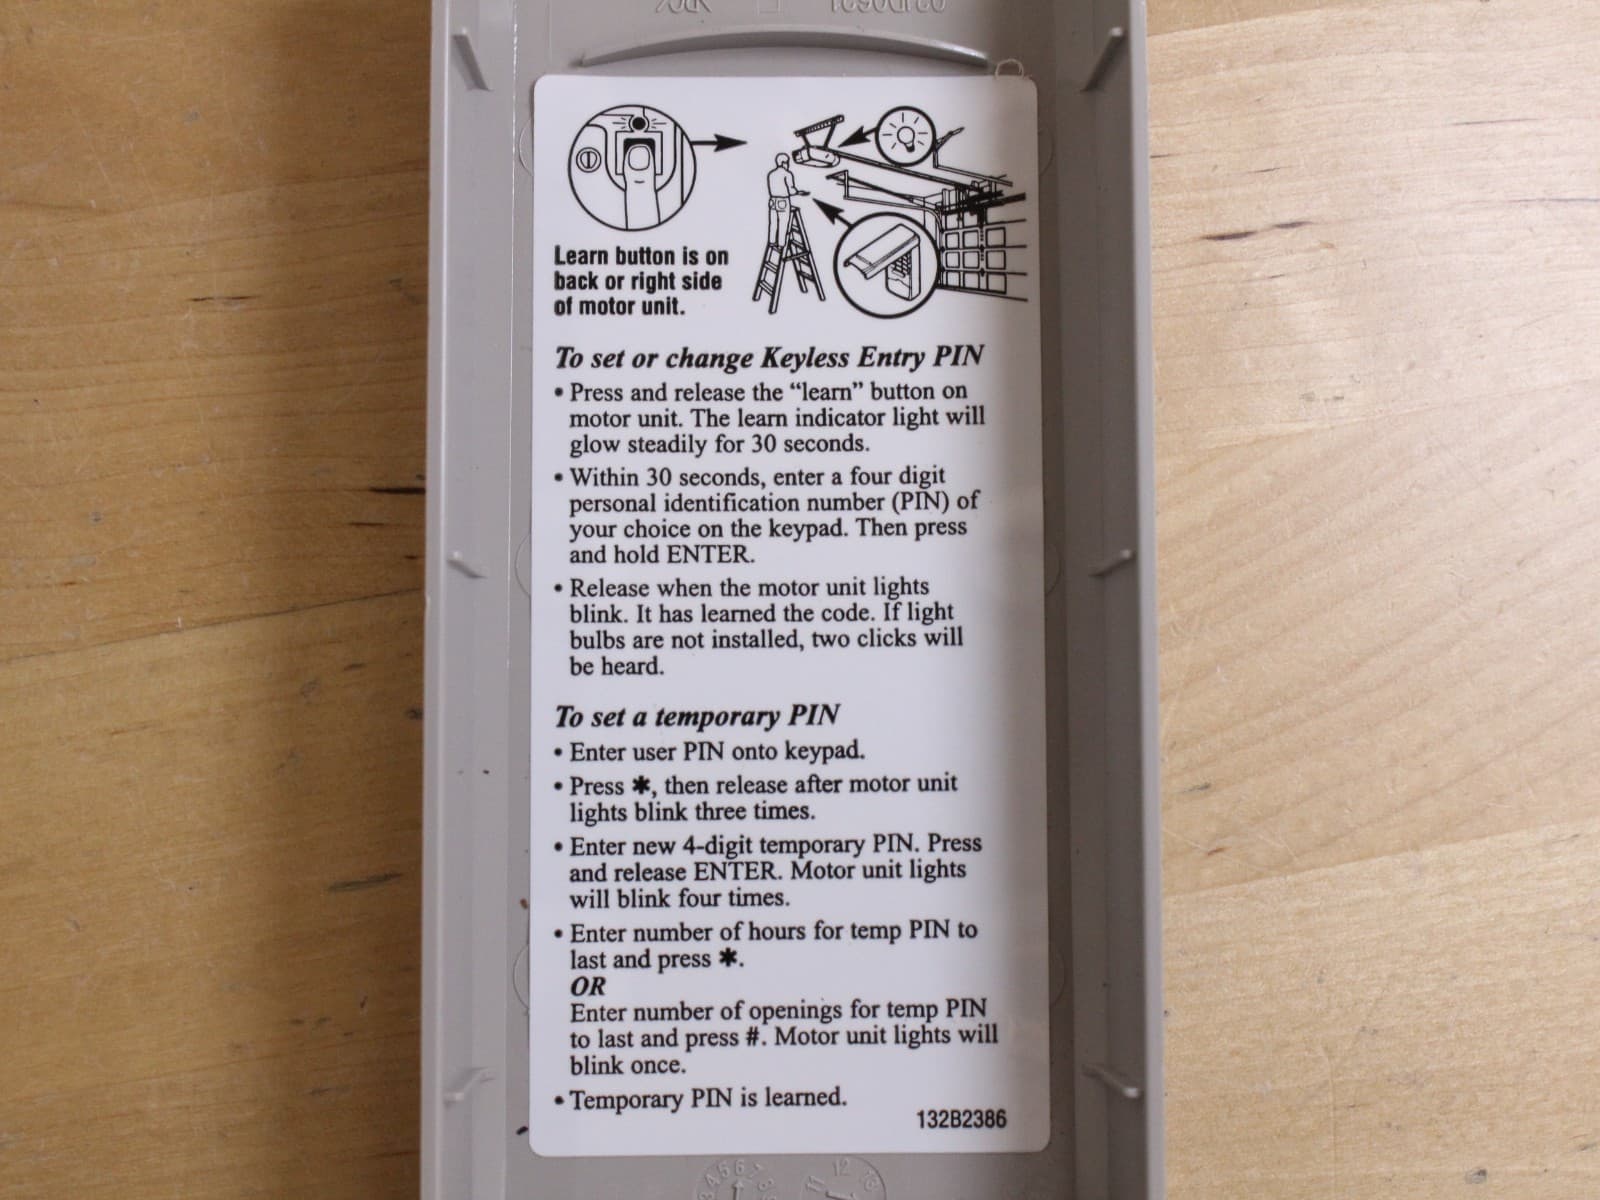 Learn button is on
back or right side
of motor unit.
To set or change Keyless Entry PIN
• Press and release the “learn” button on
motor unit. The learn indicator light will
glow steadily for 30 seconds.
• Within 30 seconds, enter a four digit
personal identification number (PIN) of
your choice on the keypad. Then press
and hold ENTER.
• Release when the motor unit lights
blink. It has learned the code. If light
bulbs are not installed, two clicks will
be heard.
To set a temporary PIN
• Enter user PIN onto keypad.
• Press ✱, then release after motor unit
lights blink three times.
• Enter new 4-digit temporary PIN. Press
and release ENTER. Motor unit lights
will blink four times.
• Enter number of hours for temp PIN to
last and press ✱.
OR
Enter number of openings for temp PIN
to last and press #. Motor unit lights will
blink once.
• Temporary PIN is learned.
132B2386